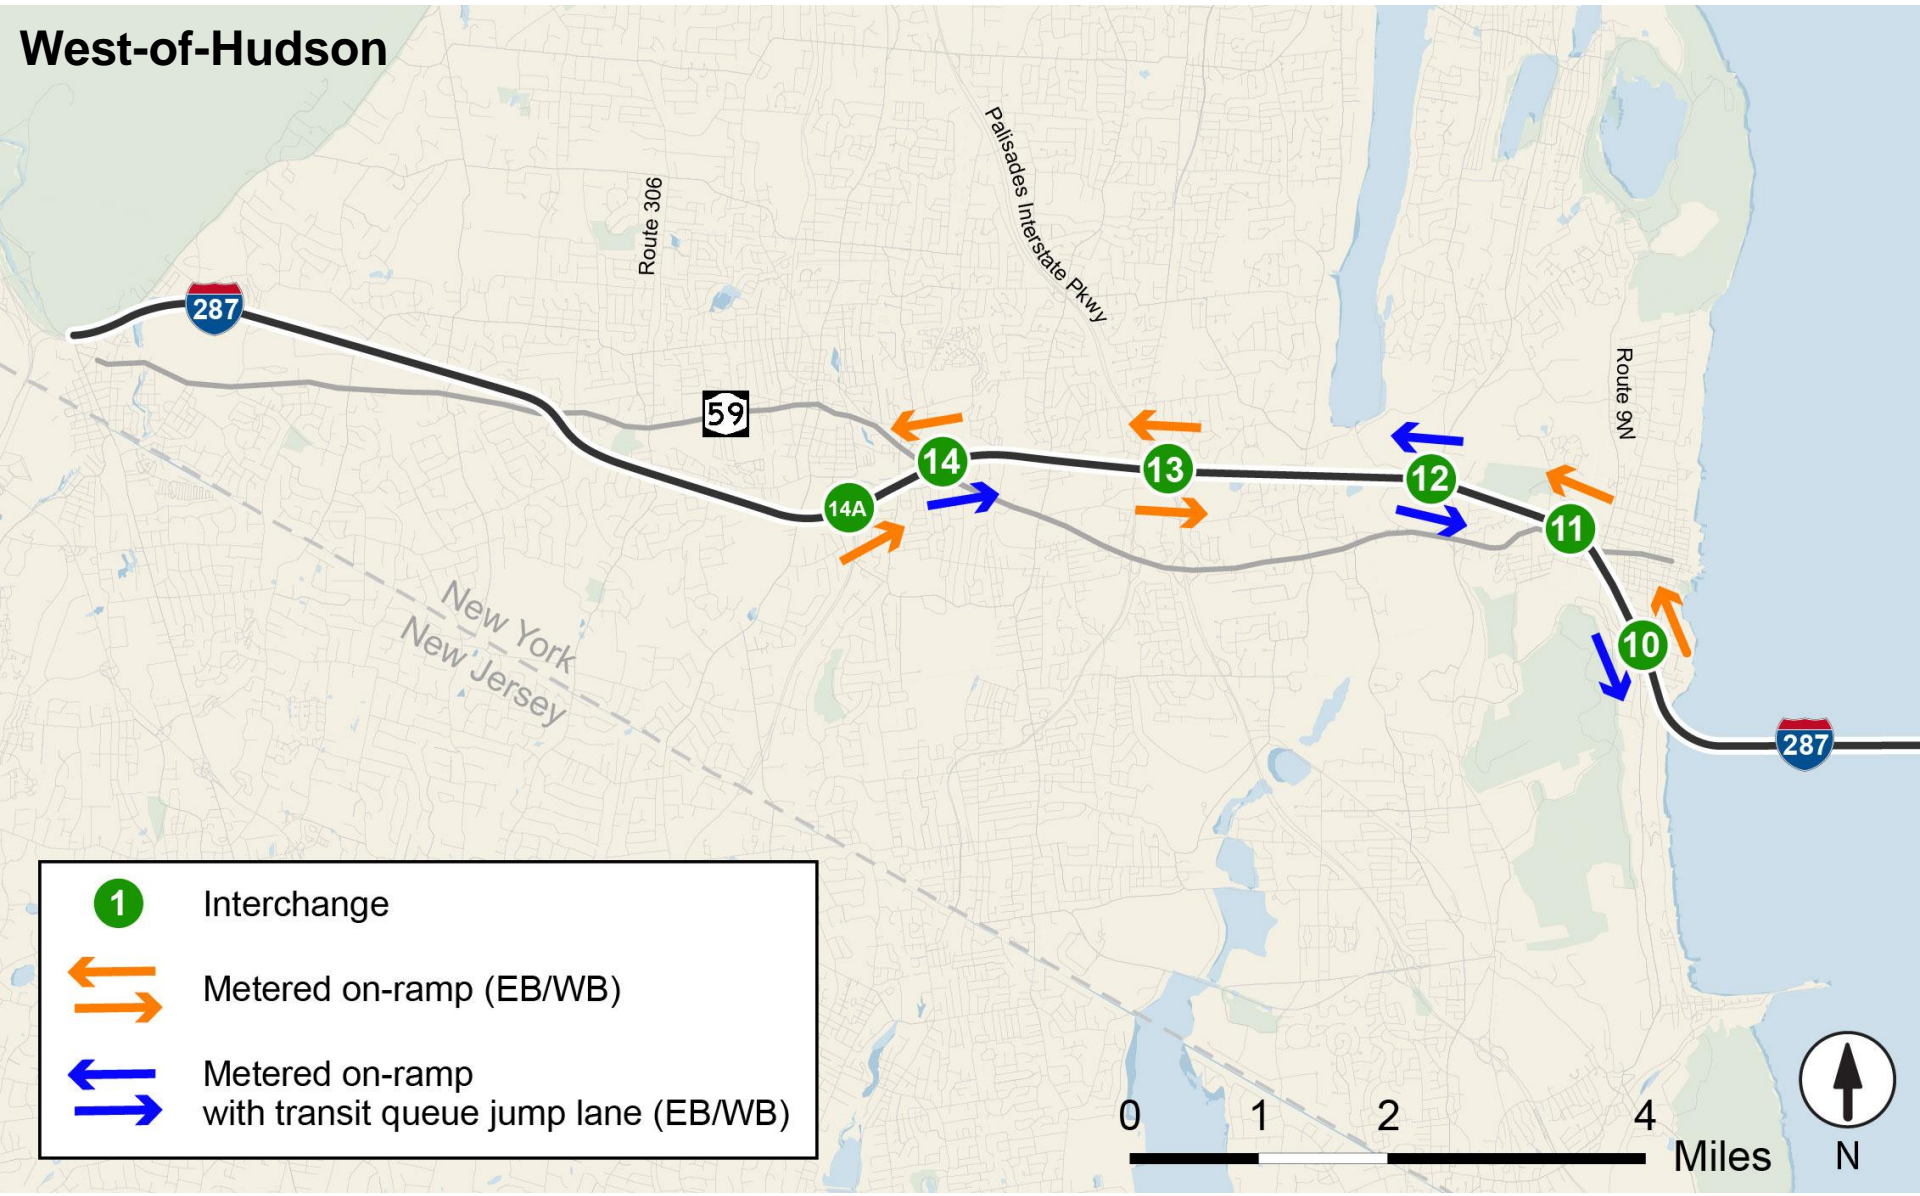 West-of-Hudson
Palisades Interstate Pkwy
Route 306
287
Route 9N
59
14
13
12
14A
11
New York
New Jersey
10
287
1 Interchange
Metered on-ramp (EB/WB)
Metered on-ramp
with transit queue jump lane (EB/WB)
0 1 2 4
Miles
N